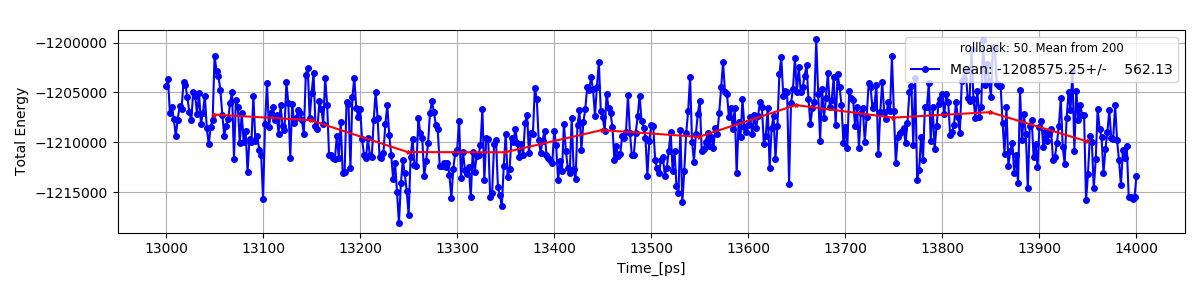 rollback: 50. Mean from 200
Mean: -1208575.25+/-    562.13
Total Energy
−1200000
−1205000
−1210000
−1215000
13000 13100 13200 13300 13400 13500 13600 13700 13800 13900 14000
Time_[ps]